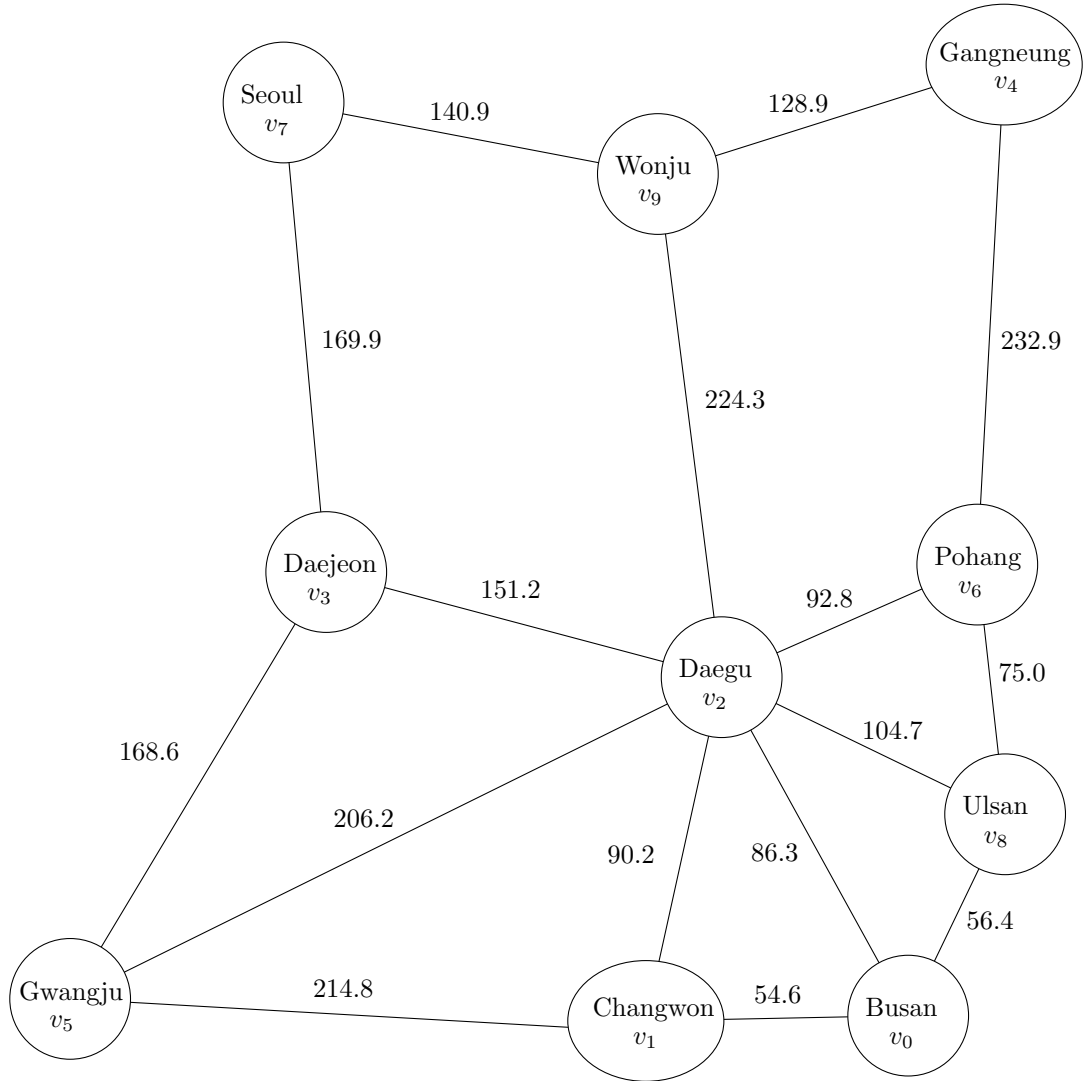 Gangneung
v₄
Seoul
v₇
140.9
128.9
Wonju
v₉
169.9
232.9
224.3
Daejeon
v₃
151.2
92.8
Pohang
v₆
Daegu
v₂
75.0
168.6
104.7
206.2
90.2
86.3
Ulsan
v₈
56.4
Gwangju
v₅
214.8
Changwon
v₁
54.6
Busan
v₀